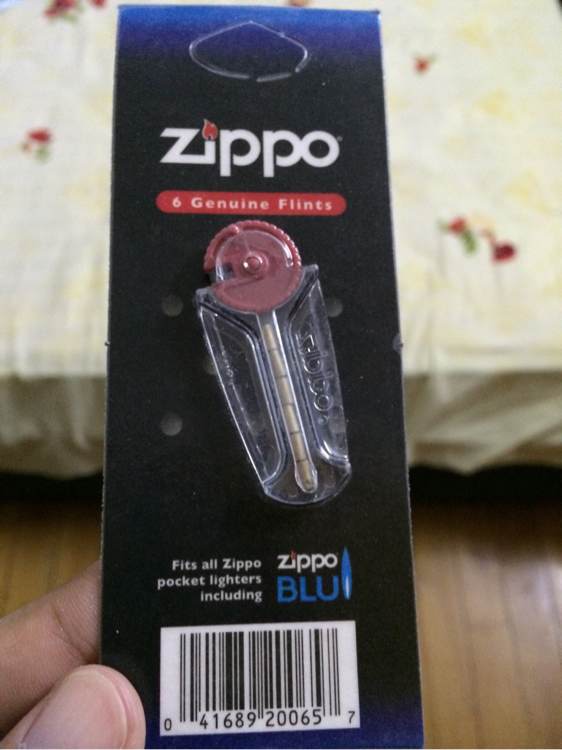 zippo
6 Genuine Flints
zippo
Fits all Zippo
pocket lighters
including
zippo
BLU
0 41689 20065 7